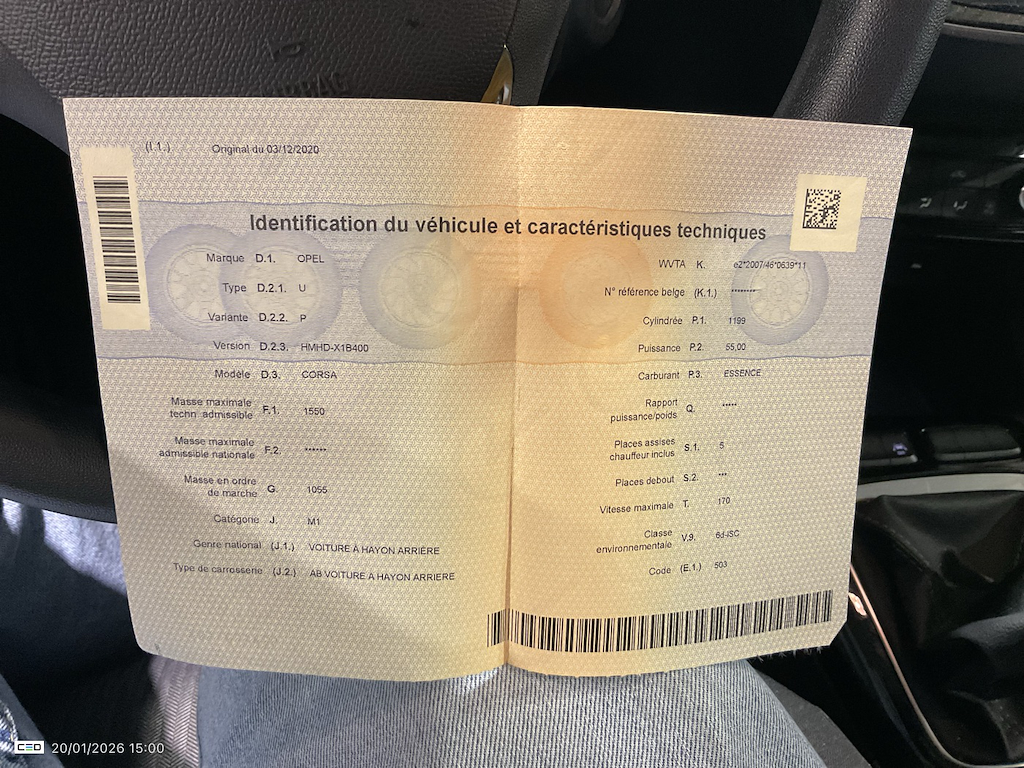 AIRBAG
(I.1.) Original du 03/12/2020
Identification du véhicule et caractéristiques techniques
Marque D.1. OPEL
Type D.2.1. U
Variante D.2.2. P
Version D.2.3. HMHD-X1B400
Modèle D.3. CORSA
Masse maximale
techn. admissible F.1. 1550
Masse maximale
admissible nationale F.2. ******
Masse en ordre
de marche G. 1055
Catégorie J. M1
Genre national (J.1.) VOITURE À HAYON ARRIÈRE
Type de carrosserie (J.2.) AB VOITURE A HAYON ARRIERE
WVTA K. e2*2007/46*0639*11
N° référence belge (K.1.) ********
Cylindrée P.1. 1199
Puissance P.2. 55,00
Carburant P.3. ESSENCE
Rapport
puissance/poids Q. *****
Places assises
chauffeur inclus S.1. 5
Places debout S.2. ***
Vitesse maximale T. 170
Classe
environnementale V.9. 6d-ISC
Code (E.1.) 503
CEO 20/01/2026 15:00